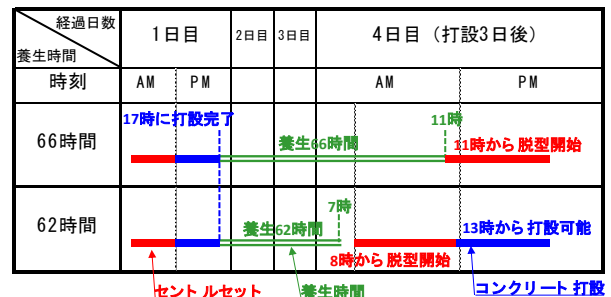 経過日数
養生時間
1日目
2日目
3日目
4日目（打設3日後）
時刻
AM
PM
AM
PM
66時間
17時に打設完了
養生66時間
11時
11時から脱型開始
62時間
養生62時間
7時
8時から脱型開始
13時から打設可能
セントルセット
養生時間
コンクリート打設